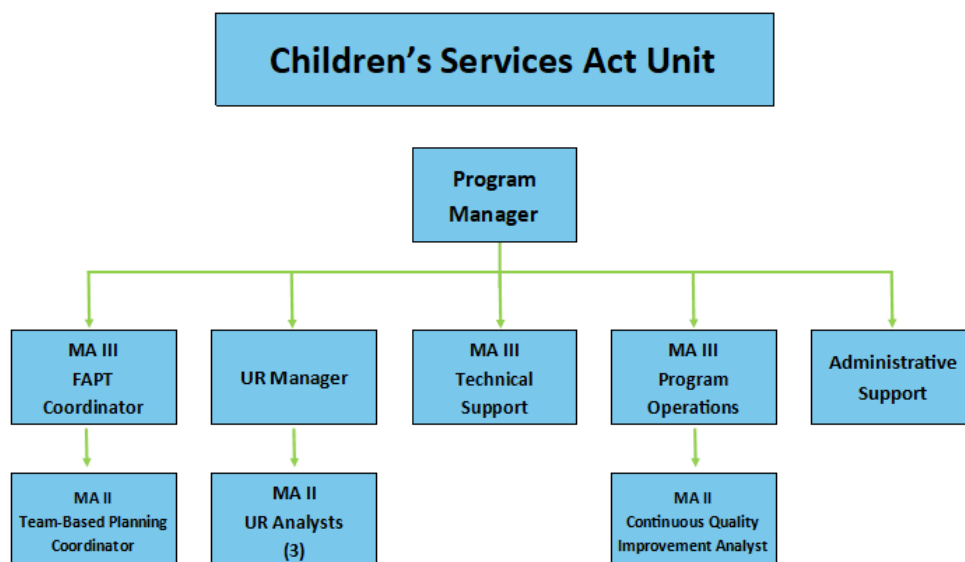 Children’s Services Act Unit
Program
Manager
MA III
FAPT
Coordinator
UR Manager
MA III
Technical
Support
MA III
Program
Operations
Administrative
Support
MA II
Team-Based Planning
Coordinator
MA II
UR Analysts
(3)
MA II
Continuous Quality
Improvement Analyst